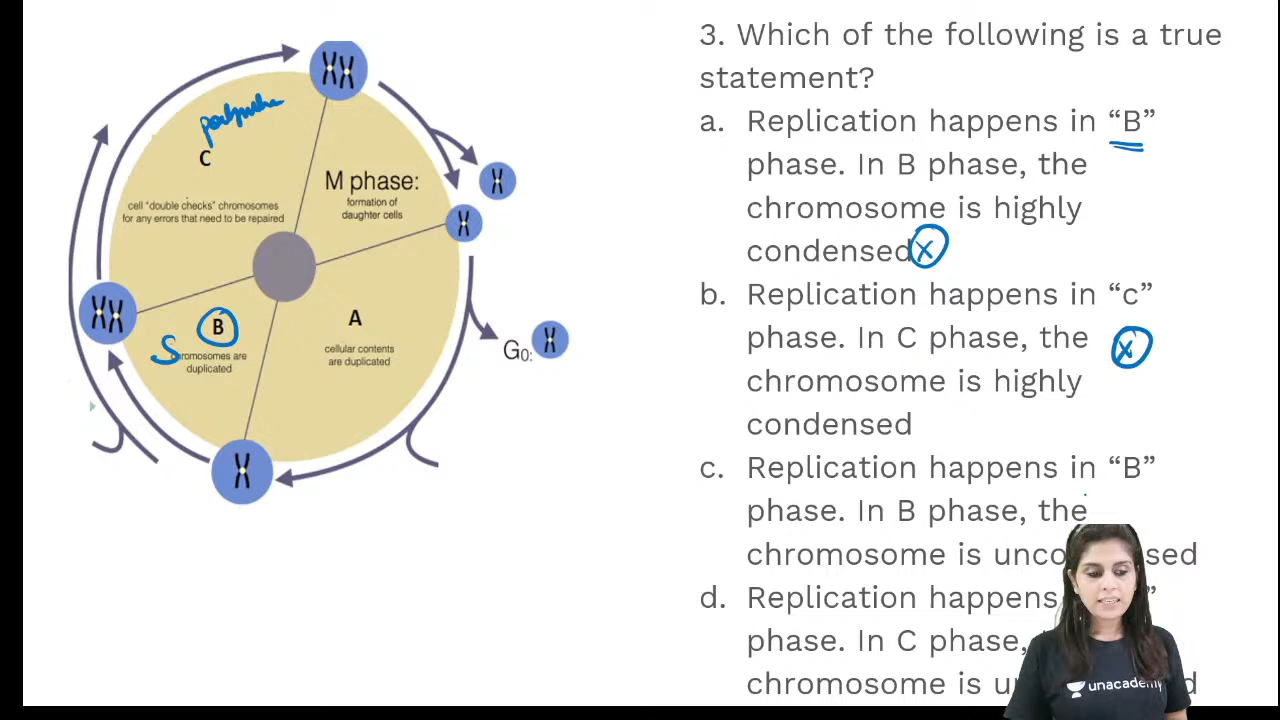 C
cell "double checks" chromosomes
for any errors that need to be repaired
M phase:
formation of
daughter cells
S
B
chromosomes are
duplicated
A
cellular contents
are duplicated
G0:
3. Which of the following is a true
statement?
a. Replication happens in “B”
phase. In B phase, the
chromosome is highly
condensed x
b. Replication happens in “c”
phase. In C phase, the
x
chromosome is highly
condensed
c. Replication happens in “B”
phase. In B phase, the
chromosome is
d. Replication happens
phase. In C phase,
chromosome is
unacademy